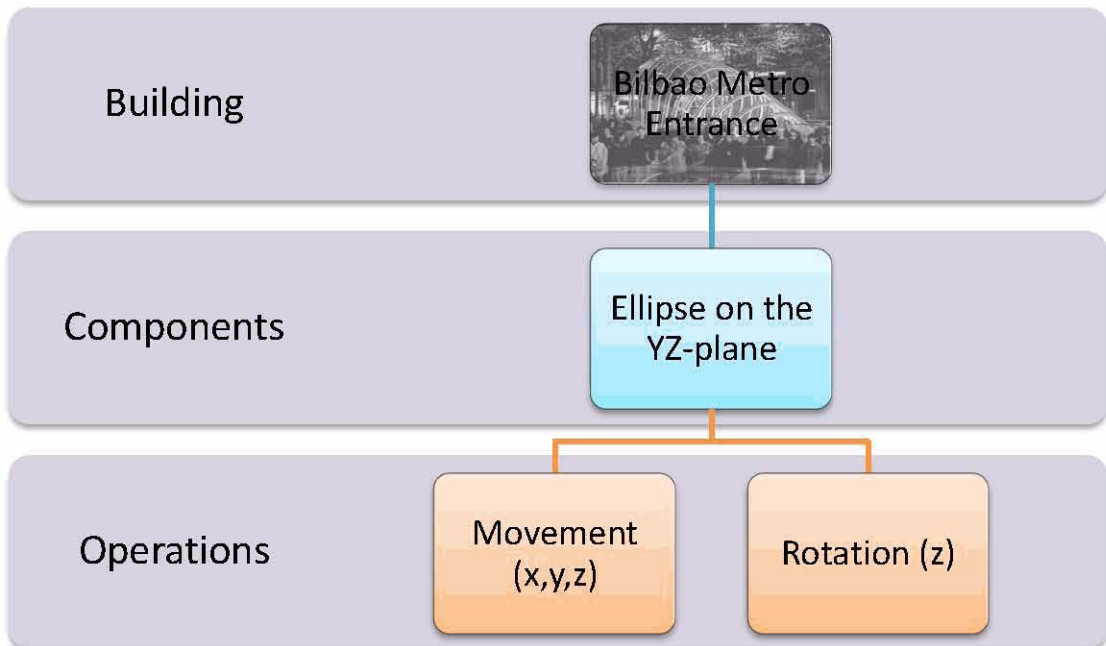 Building
Bilbao Metro
Entrance
Components
Ellipse on the
YZ-plane
Operations
Movement
(x,y,z)
Rotation (z)